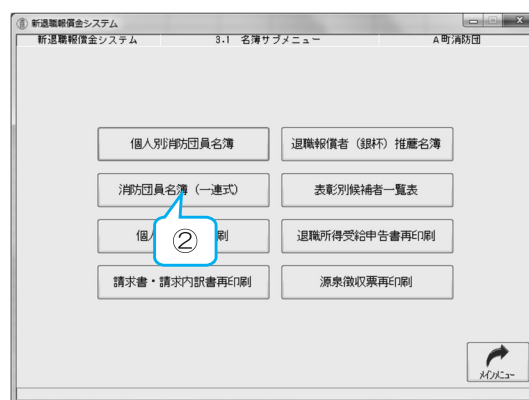 新退職報償金システム
新退職報償金システム 3.1 名簿サブメニュー A町消防団
個人別消防団員名簿 退職報償者(銀杯)推薦名簿
消防団員名簿(一連式) 表彰別候補者一覧表
個人 ② 刷 退職所得受給申告書再印刷
請求書・請求内訳書再印刷 源泉徴収票再印刷
メインメニュー